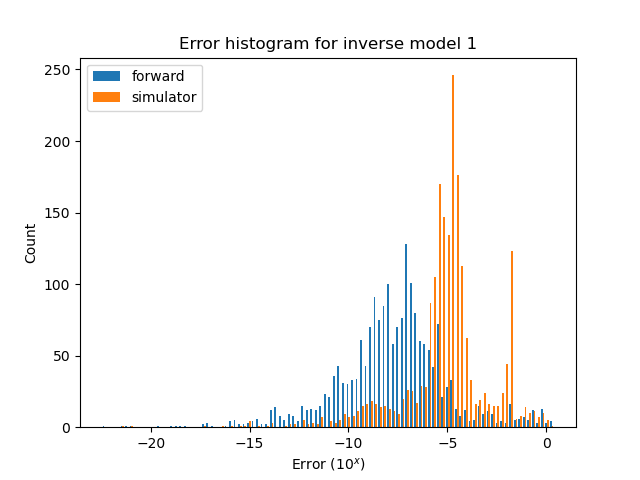 Error histogram for inverse model 1
250
200
150
100
50
0
Count
forward
simulator
−20
−15
−10
−5
0
Error (10^x)